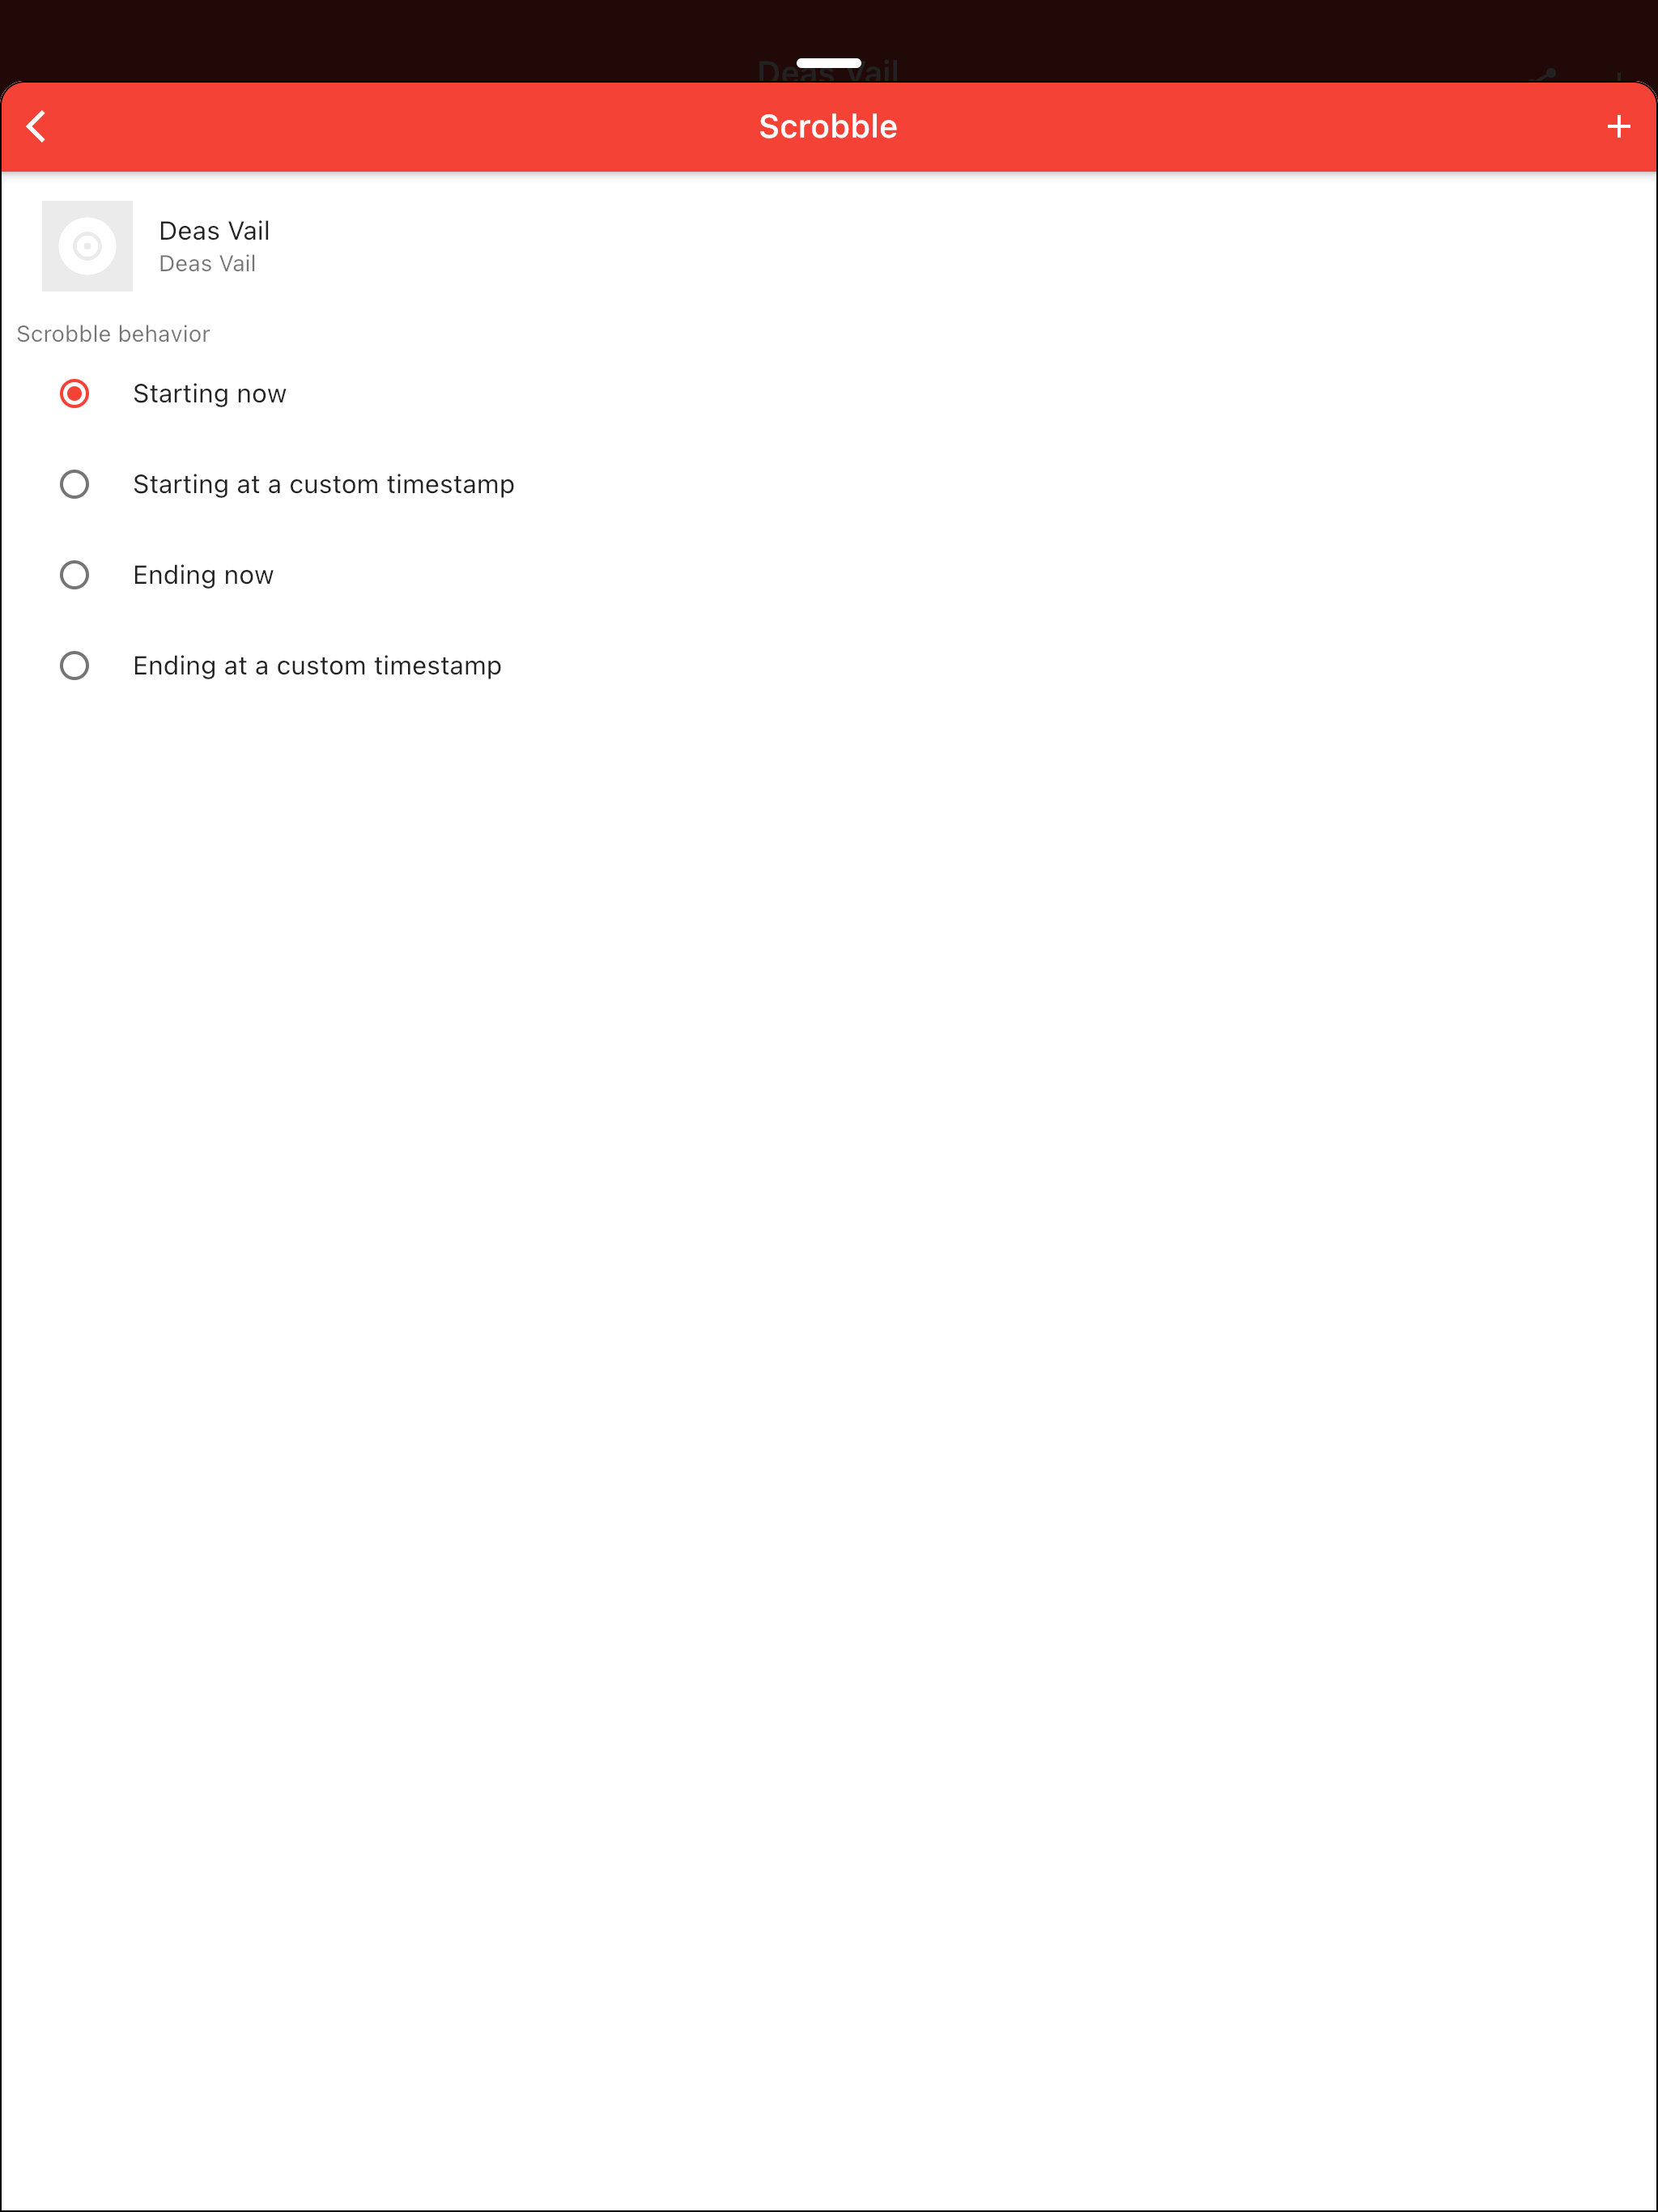 Deas Vail
Scrobble
Deas Vail
Deas Vail
Scrobble behavior
Starting now
Starting at a custom timestamp
Ending now
Ending at a custom timestamp